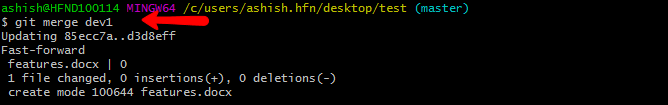 ashish@HFND100114 MINGW64 /c/users/ashish.hfn/desktop/test (master)
$ git merge dev1
Updating 85ecc7a..d3d8eff
Fast-forward
 features.docx | 0
 1 file changed, 0 insertions(+), 0 deletions(-)
 create mode 100644 features.docx